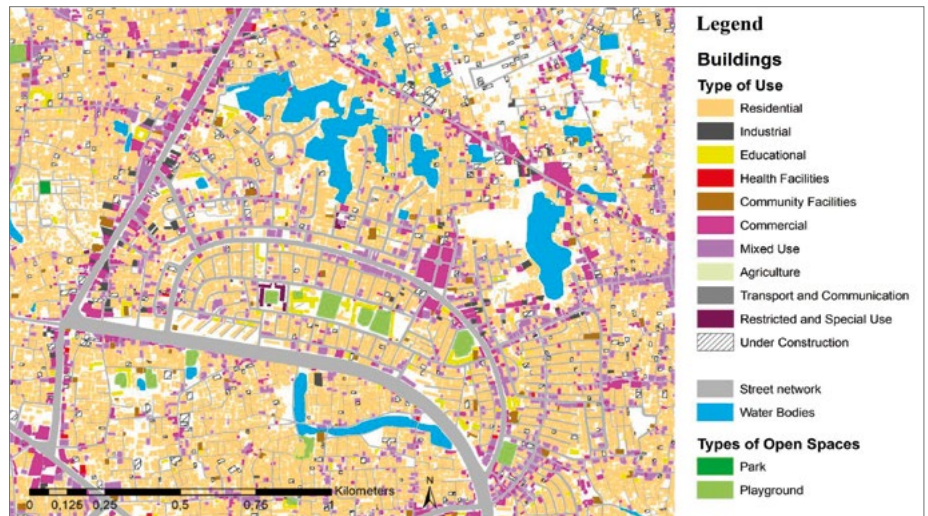 Legend
Buildings
Type of Use
Residential
Industrial
Educational
Health Facilities
Community Facilities
Commercial
Mixed Use
Agriculture
Transport and Communication
Restricted and Special Use
Under Construction
Street network
Water Bodies
Types of Open Spaces
Park
Playground
Kilometers
0 0,125 0,25 0,5 0,75 1
N